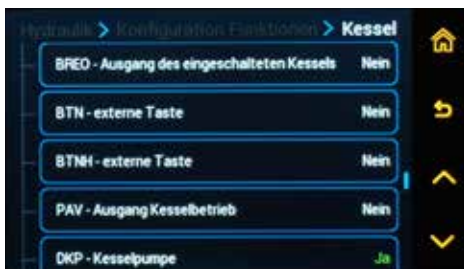 Hydraulik > Konfiguration Funktionen > Kessel
BREO - Ausgang des eingeschalteten Kessels Nein
BTN - externe Taste Nein
BTNH - externe Taste Nein
PAV - Ausgang Kesselbetrieb Nein
DKP - Kesselpumpe Ja